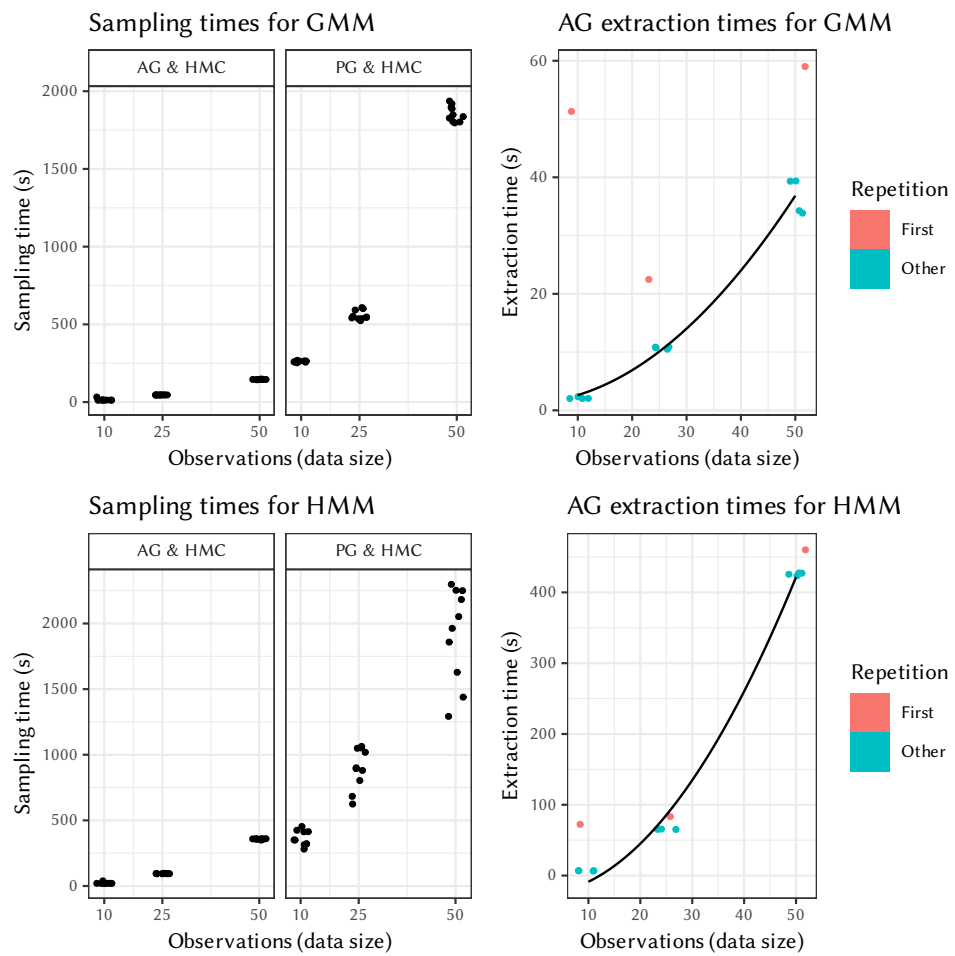 Sampling times for GMM
AG & HMC
PG & HMC
2000
1500
1000
500
0
Sampling time (s)
10
25
50
10
25
50
Observations (data size)
AG extraction times for GMM
60
40
20
0
Extraction time (s)
10
20
30
40
50
Observations (data size)
Repetition
First
Other
Sampling times for HMM
AG & HMC
PG & HMC
2000
1500
1000
500
0
Sampling time (s)
10
25
50
10
25
50
Observations (data size)
AG extraction times for HMM
400
300
200
100
0
Extraction time (s)
10
20
30
40
50
Observations (data size)
Repetition
First
Other